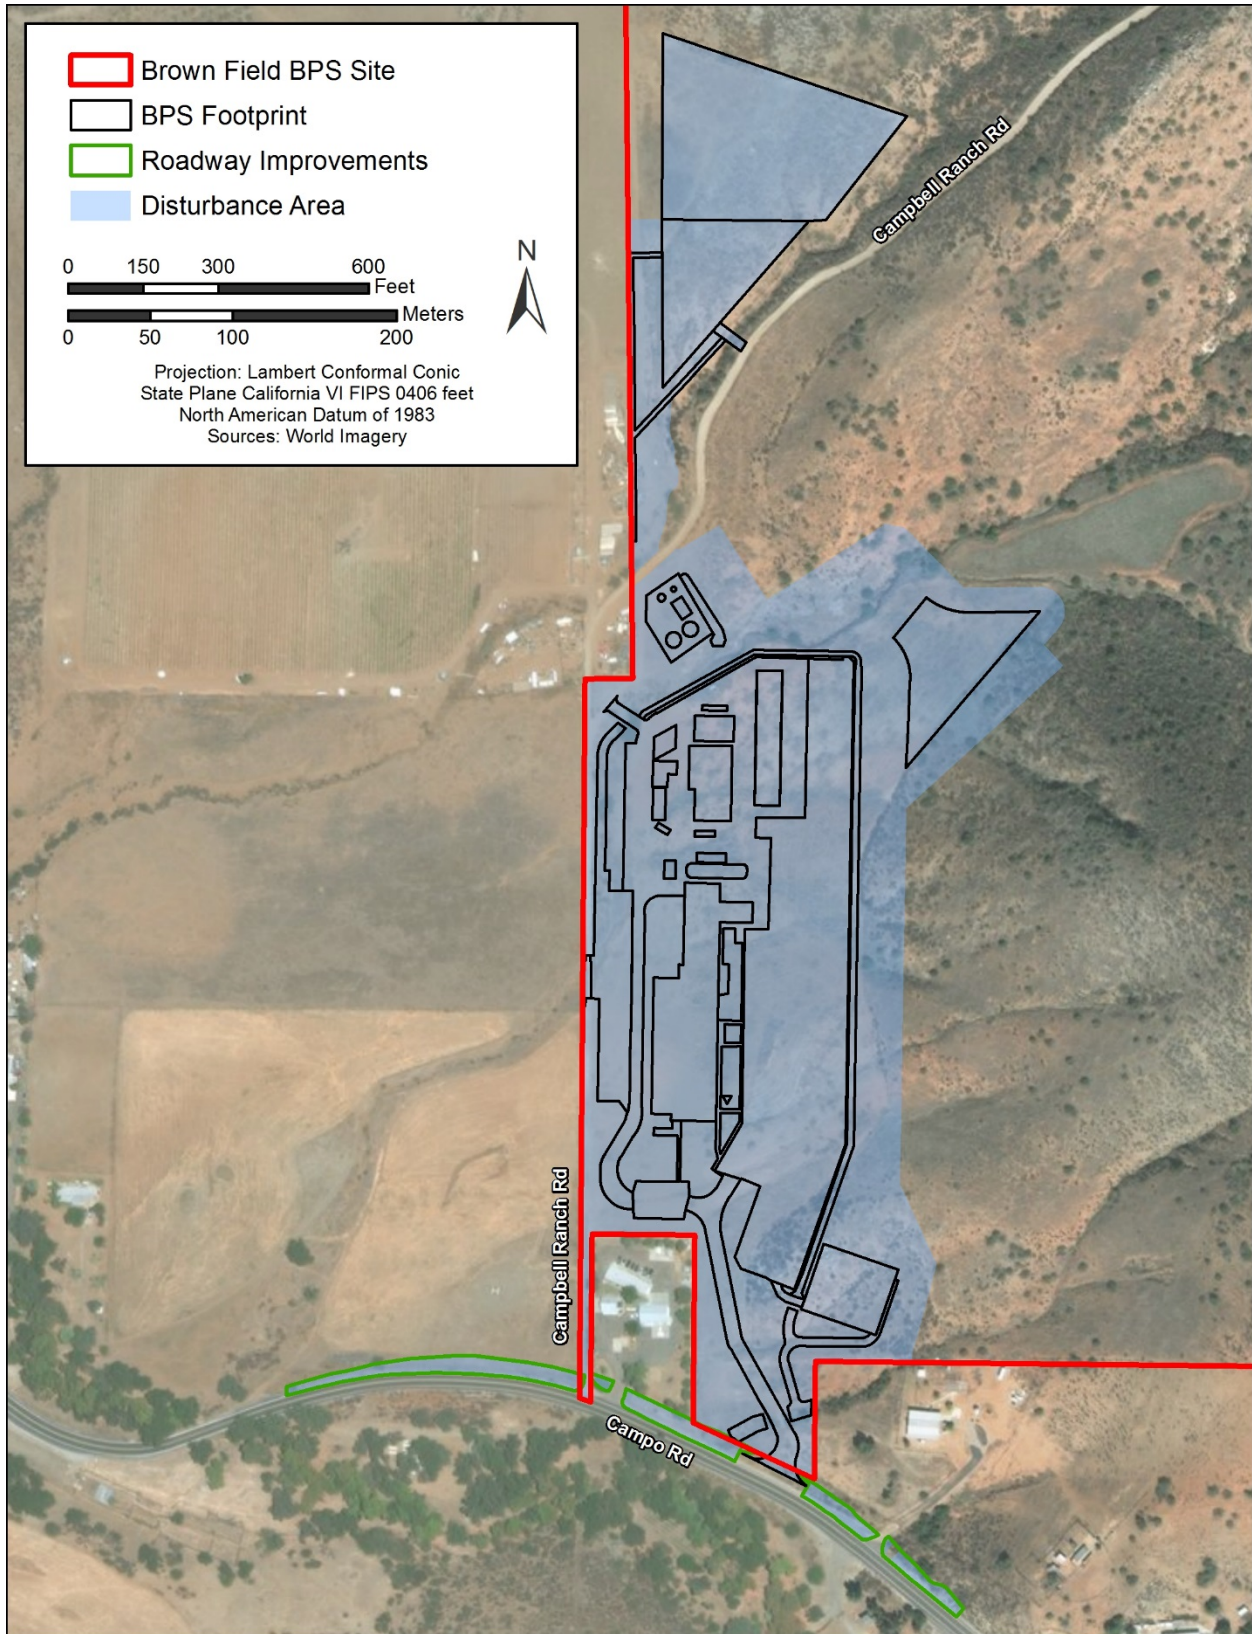 Brown Field BPS Site
BPS Footprint
Roadway Improvements
Disturbance Area
N
0 150 300 600
Feet
Meters
0 50 100 200
Projection: Lambert Conformal Conic
State Plane California VI FIPS 0406 feet
North American Datum of 1983
Sources: World Imagery
Campbell Ranch Rd
Campbell Ranch Rd
Campo Rd